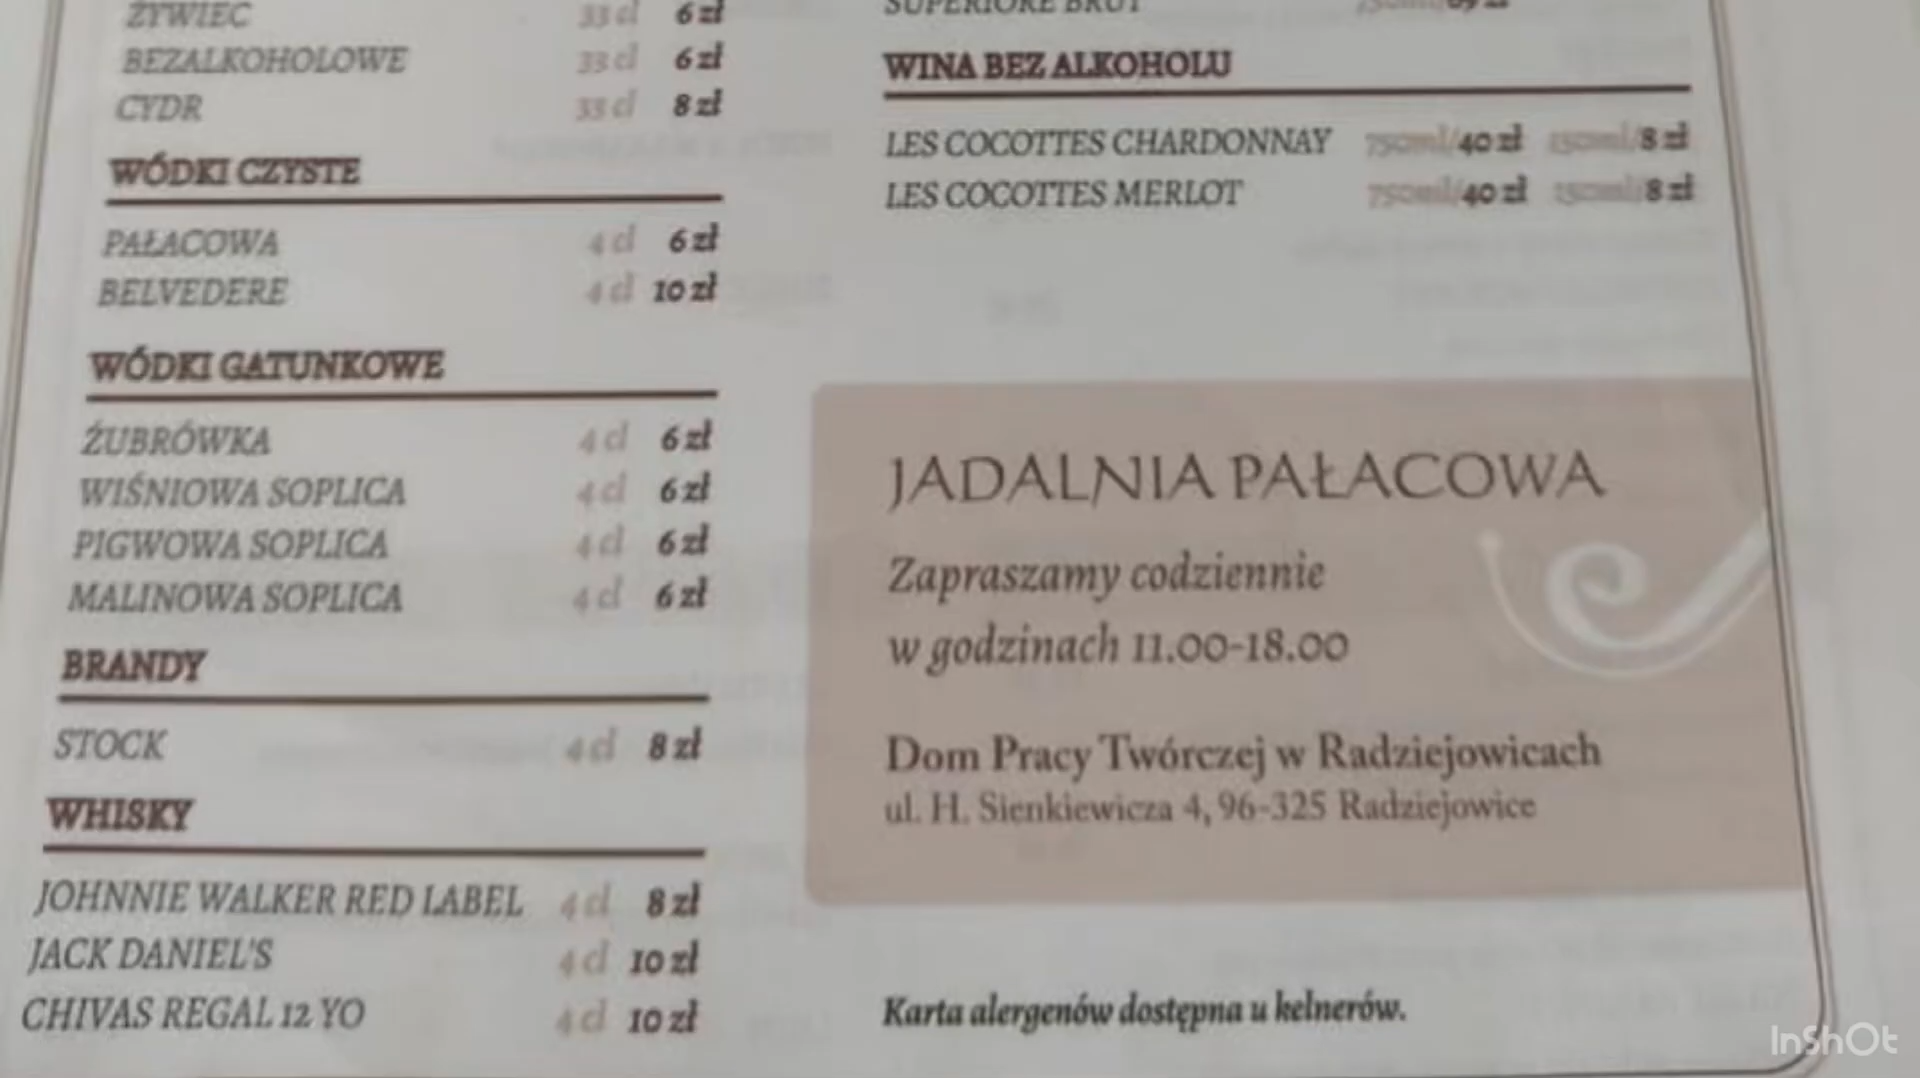 ŻYWIEC 33 cl 6 zł
BEZALKOHOLOWE 33 cl 6 zł
CYDR 33 cl 8 zł
WÓDKI CZYSTE
PAŁACOWA 4 cl 6 zł
BELVEDERE 4 cl 10 zł
WÓDKI GATUNKOWE
ŻUBRÓWKA 4 cl 6 zł
WIŚNIOWA SOPLICA 4 cl 6 zł
PIGWOWA SOPLICA 4 cl 6 zł
MALINOWA SOPLICA 4 cl 6 zł
BRANDY
STOCK 4 cl 8 zł
WHISKY
JOHNNIE WALKER RED LABEL 4 cl 8 zł
JACK DANIEL'S 4 cl 10 zł
CHIVAS REGAL 12 YO 4 cl 10 zł
SUPERIORE BRUT
WINA BEZ ALKOHOLU
LES COCOTTES CHARDONNAY 750ml/40 zł 150ml/8 zł
LES COCOTTES MERLOT 750ml/40 zł 150ml/8 zł
JADALNIA PAŁACOWA
Zapraszamy codziennie
w godzinach 11.00-18.00
Dom Pracy Twórczej w Radziejowicach
ul. H. Sienkiewicza 4, 96-325 Radziejowice
Karta alergenów dostępna u kelnerów.
InShOt